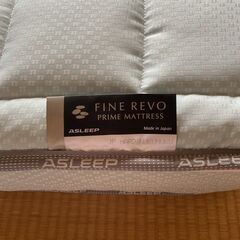 FINE REVO
PRIME MATTRESS
ASLEEP
Made in Japan
ASLEEP
ASLEEP